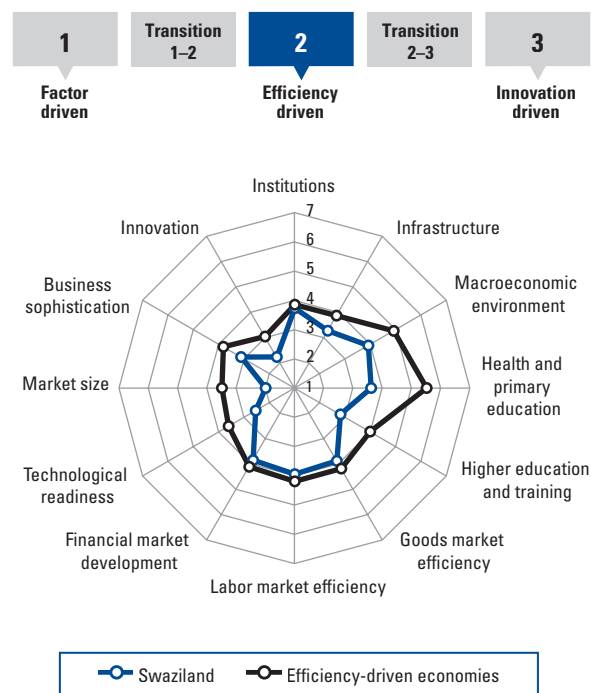 1
Transition
1–2
2
Transition
2–3
3
Factor
driven
Efficiency
driven
Innovation
driven
Institutions
7
6
5
4
3
2
1
Infrastructure
Macroeconomic
environment
Health and
primary
education
Higher education
and training
Goods market
efficiency
Labor market efficiency
Financial market
development
Technological
readiness
Market size
Business
sophistication
Innovation
Swaziland
Efficiency-driven economies